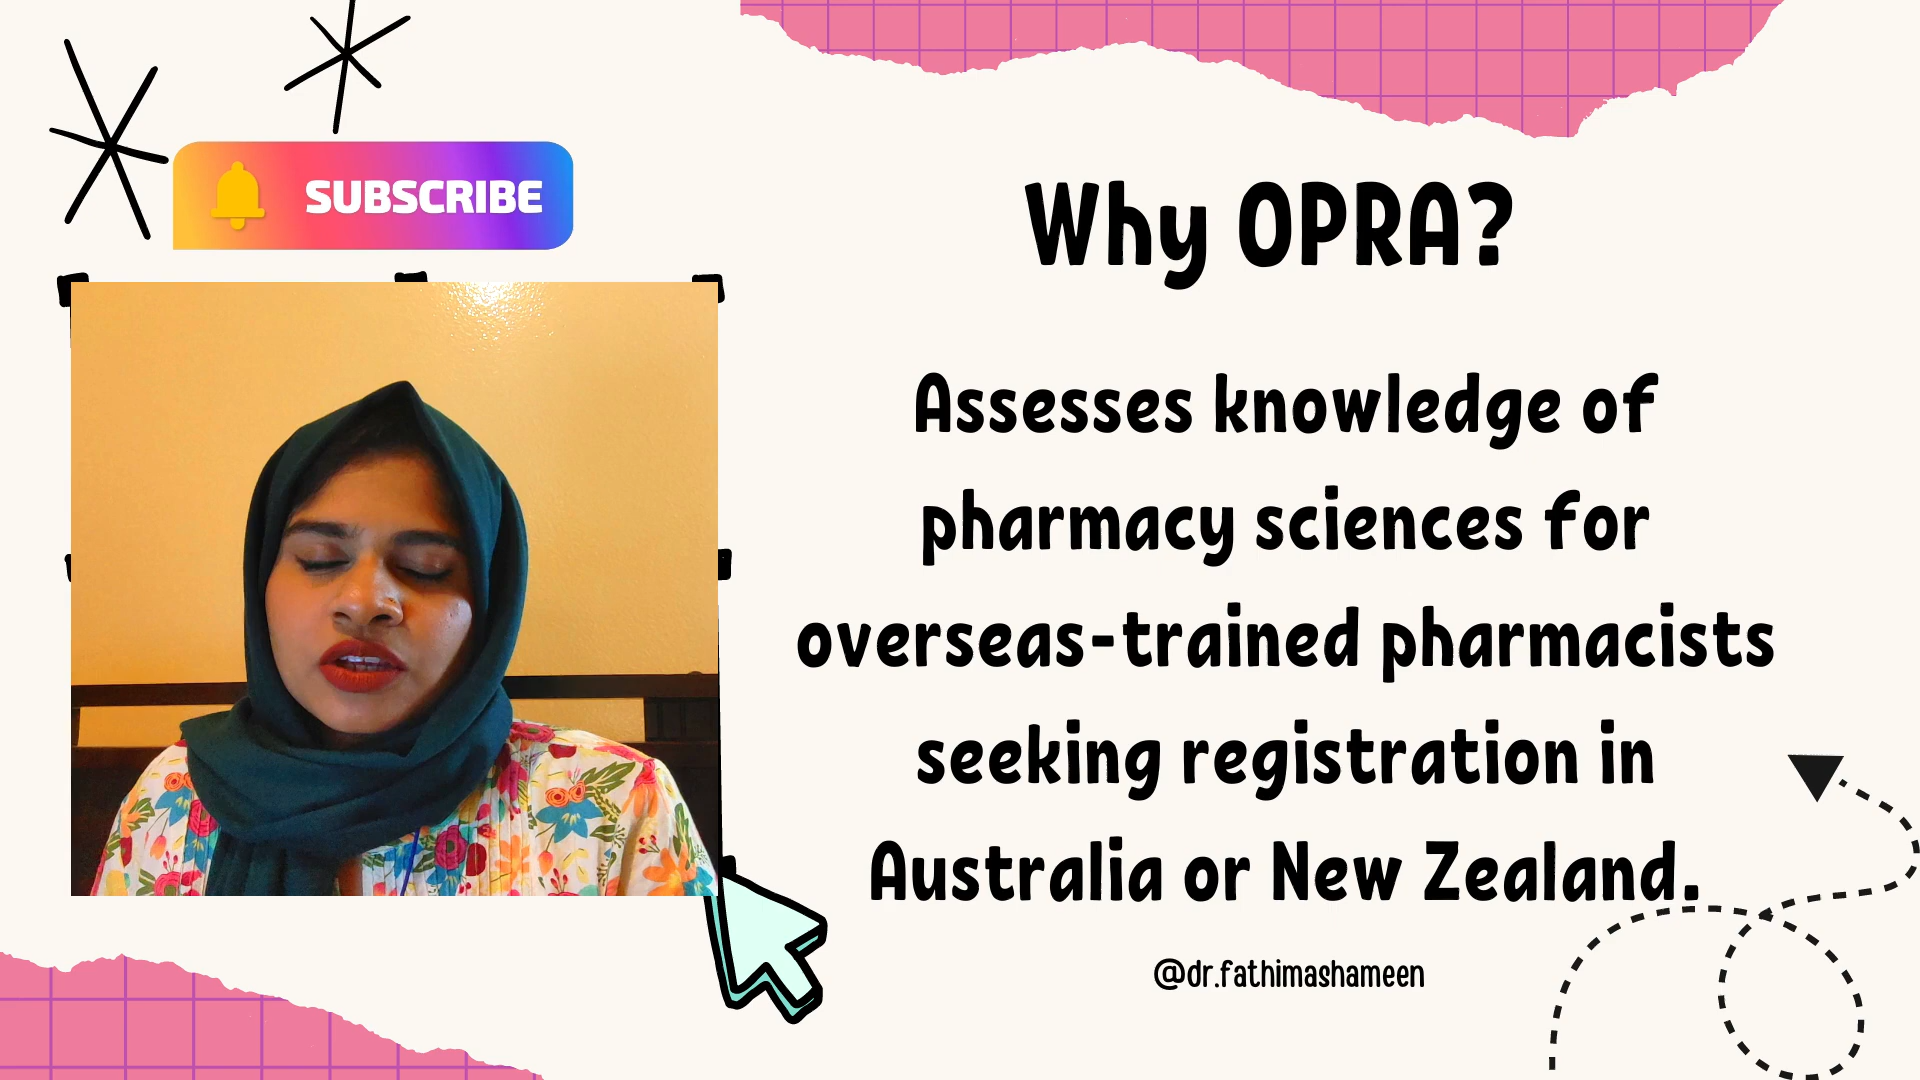 SUBSCRIBE
Why OPRA?
Assesses knowledge of
pharmacy sciences for
overseas-trained pharmacists
seeking registration in
Australia or New Zealand.
@dr.fathimashameen